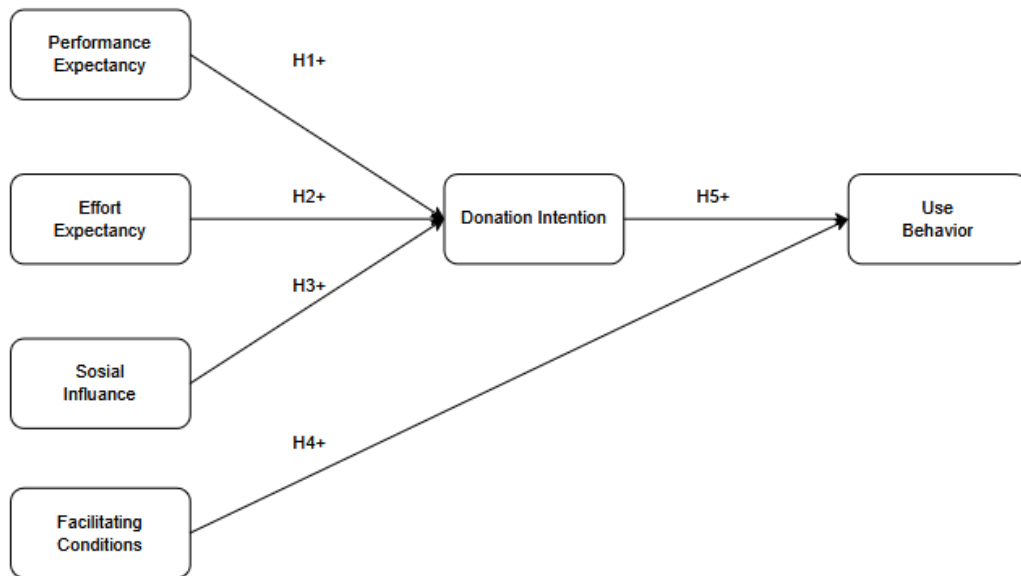 Performance
Expectancy
H1+
Effort
Expectancy
H2+
Donation Intention
H5+
Use
Behavior
H3+
Sosial
Influance
H4+
Facilitating
Conditions